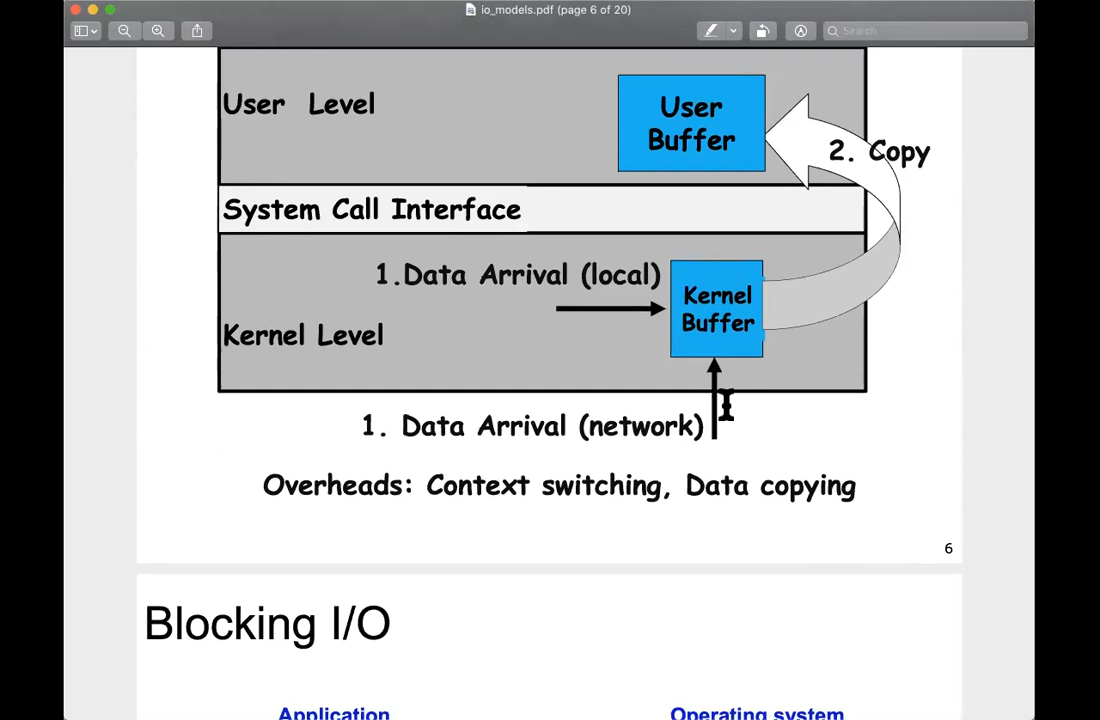 io_models.pdf (page 6 of 20)
Search
User Level
User
Buffer
2. Copy
System Call Interface
1.Data Arrival (local)
Kernel
Buffer
Kernel Level
1. Data Arrival (network)
Overheads: Context switching, Data copying
6
Blocking I/O
Application
Operating system